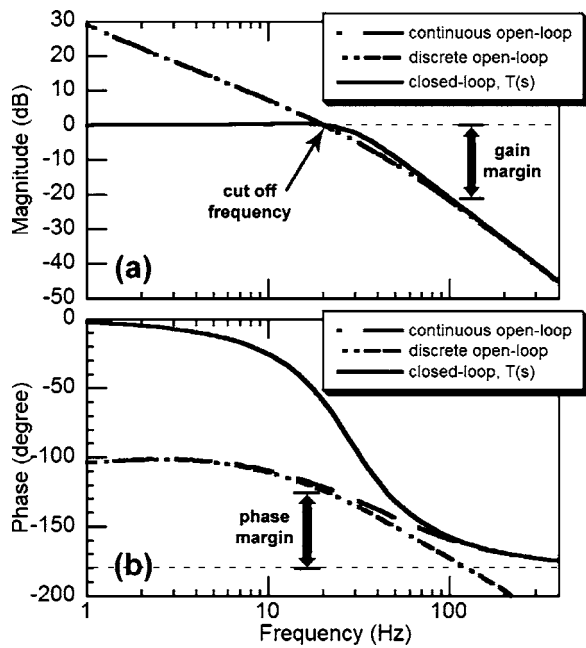 continuous open-loop
discrete open-loop
closed-loop, T(s)
30
20
10
0
-10
-20
-30
-40
-50
Magnitude (dB)
gain
margin
cut off
frequency
(a)
continuous open-loop
discrete open-loop
closed-loop, T(s)
0
-50
-100
-150
-200
Phase (degree)
phase
margin
(b)
1
10
100
Frequency (Hz)